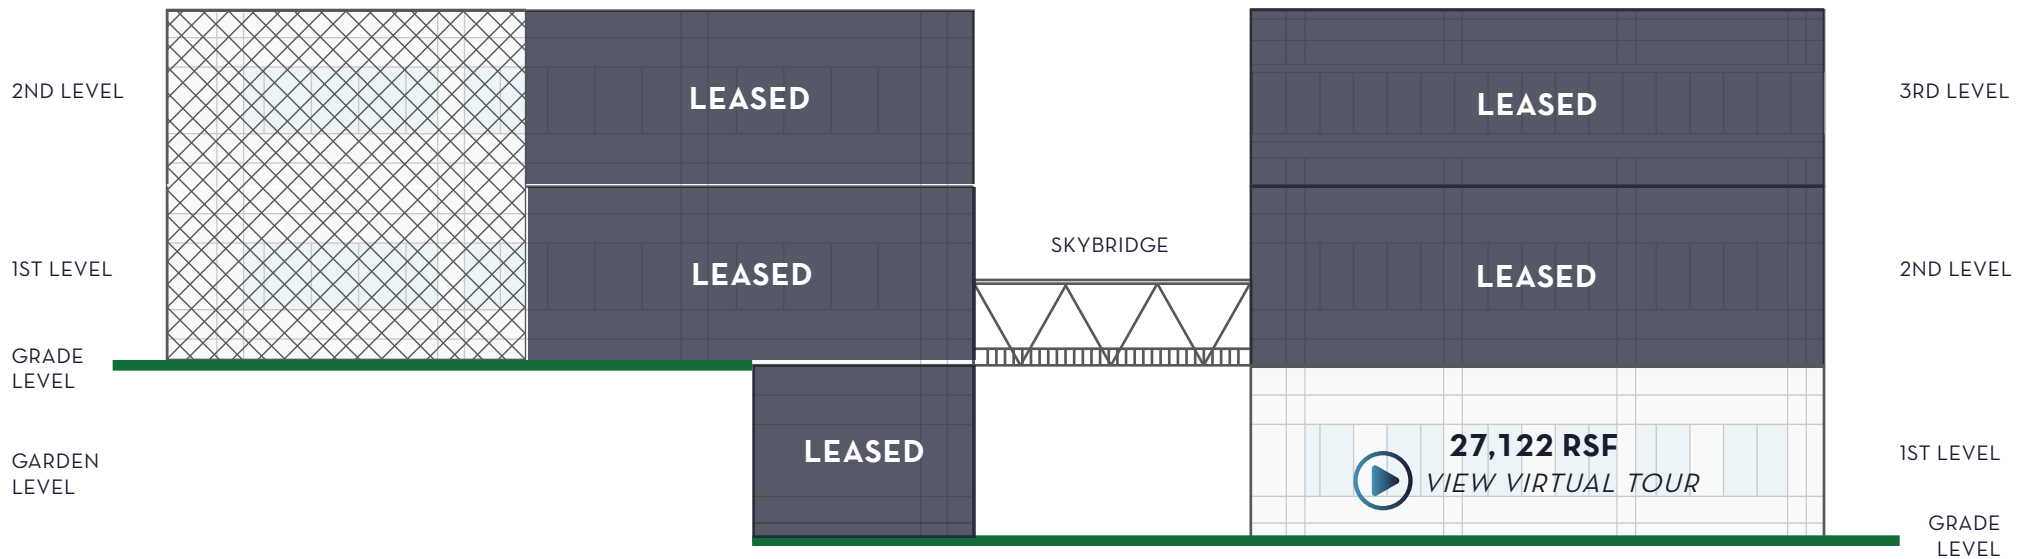 2ND LEVEL
LEASED
LEASED
3RD LEVEL
SKYBRIDGE
1ST LEVEL
LEASED
LEASED
2ND LEVEL
GRADE
LEVEL
GARDEN
LEVEL
LEASED
27,122 RSF
VIEW VIRTUAL TOUR
1ST LEVEL
GRADE
LEVEL